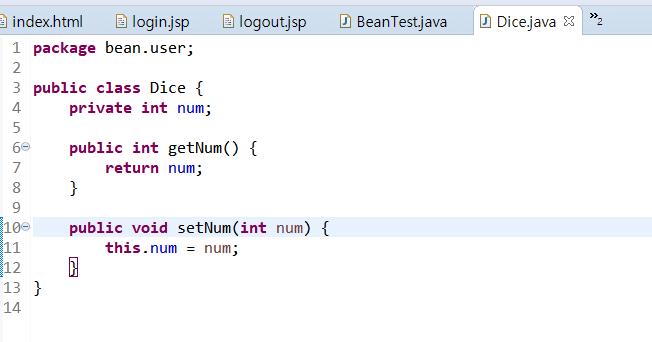 index.html login.jsp logout.jsp BeanTest.java Dice.java »2
1 package bean.user;
2
3 public class Dice {
4     private int num;
5
6     public int getNum() {
7         return num;
8     }
9
10     public void setNum(int num) {
11         this.num = num;
12     }
13 }
14